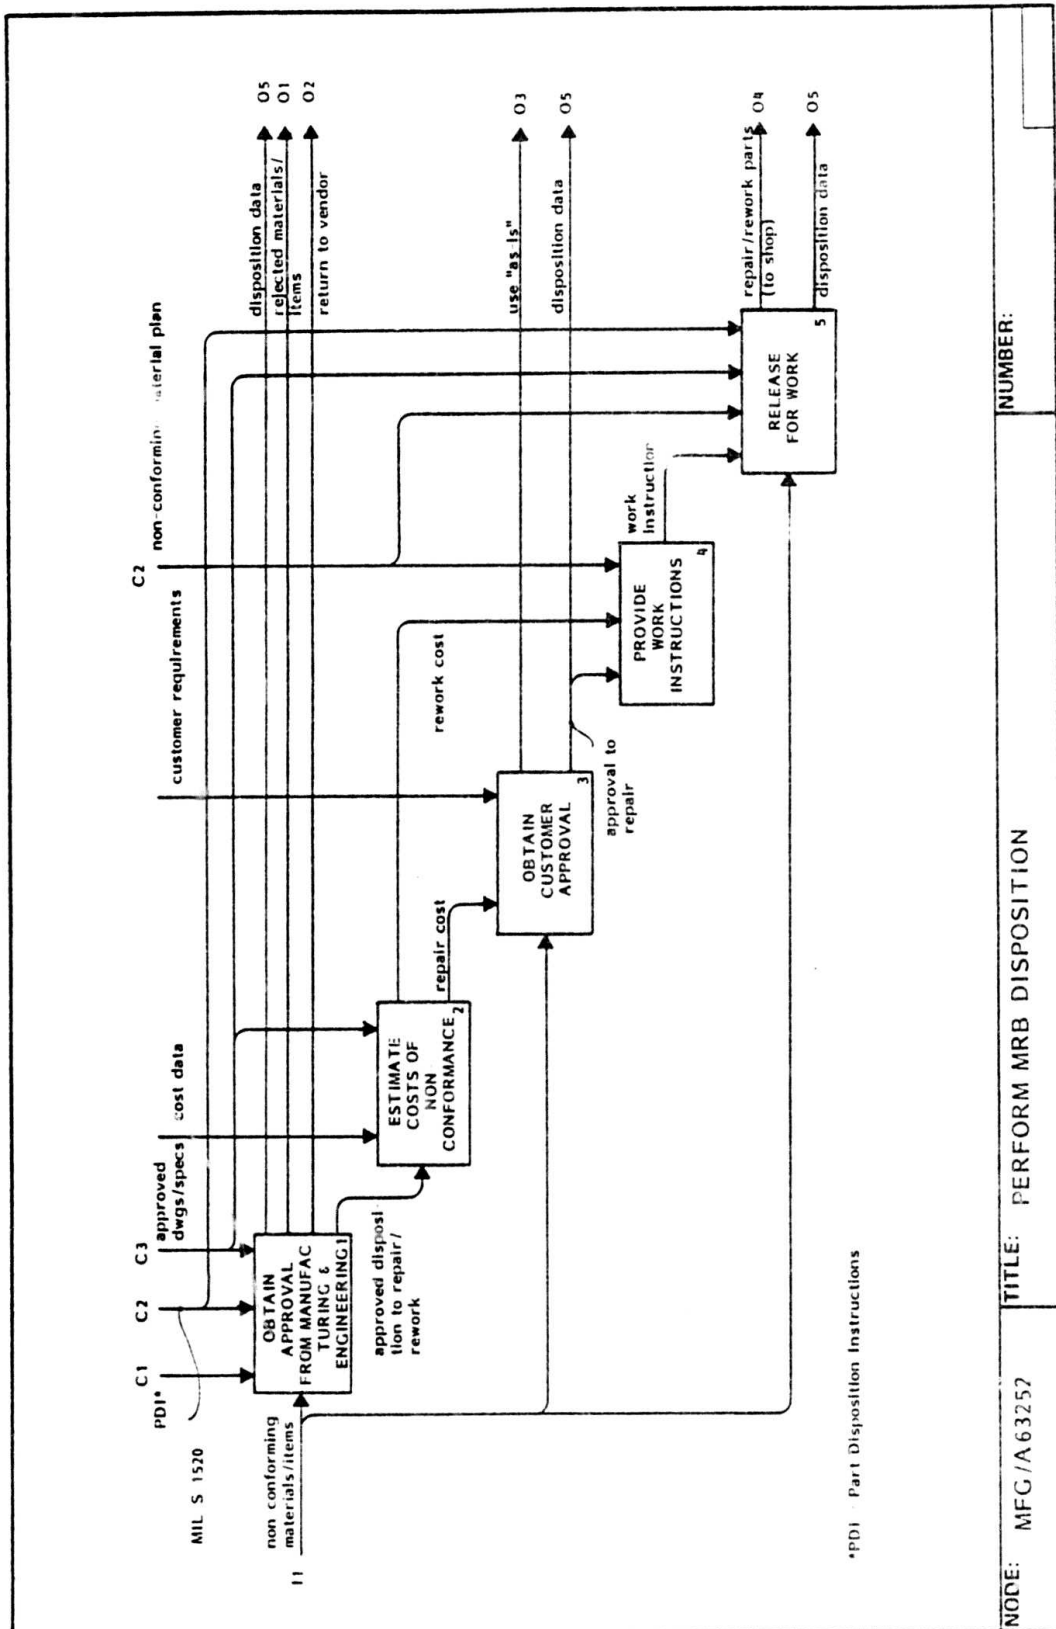 C1
C2
C3
C2
PDI*
MIL S 1520
approved
dwgs/specs
cost data
customer requirements
non-conforming
plan
I1
non conforming
materials/items
OBTAIN
APPROVAL
FROM MANUFAC
TURING &
ENGINEERING
1
disposition data
O5
rejected materials/
items
O1
return to vendor
O2
approved disposi
tion to repair/
rework
ESTIMATE
COSTS OF
NON
CONFORMANCE
2
rework cost
repair cost
OBTAIN
CUSTOMER
APPROVAL
3
use "as-is"
O3
disposition data
O5
approval to
repair
PROVIDE
WORK
INSTRUCTIONS
4
work
Instruction
RELEASE
FOR WORK
5
repair/rework parts
(to shop)
O4
disposition data
O5
*PDI - Part Disposition Instructions
NODE: MFG/A63252
TITLE: PERFORM MRB DISPOSITION
NUMBER: